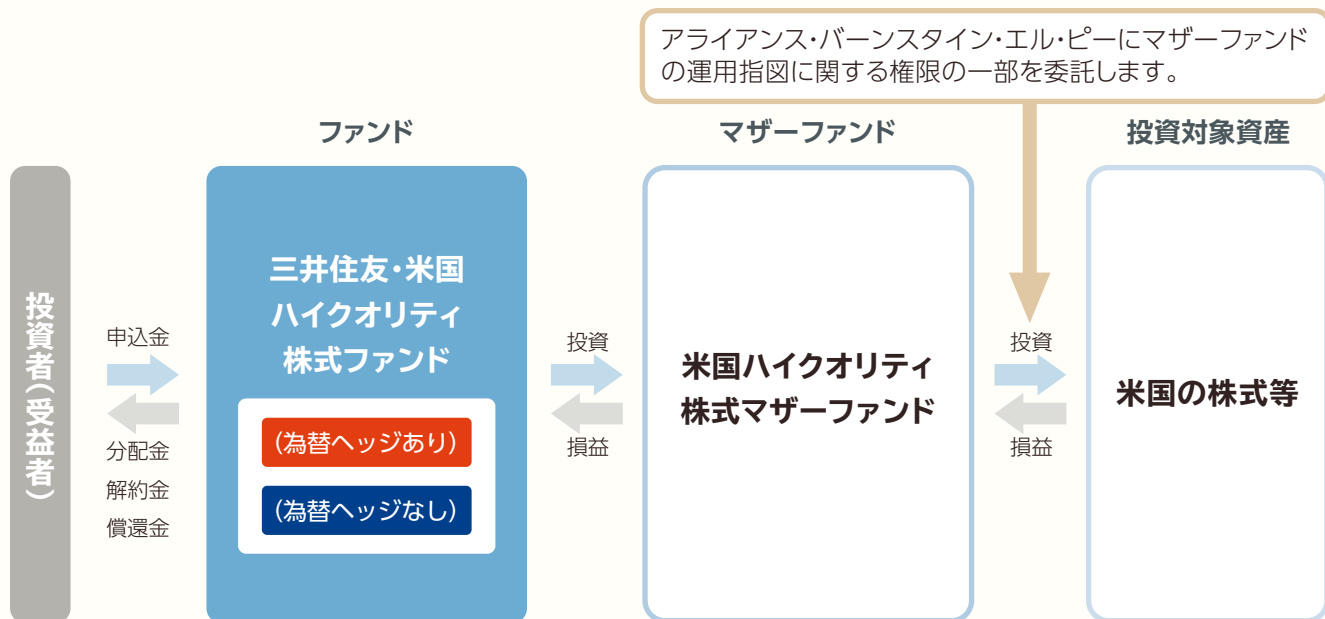 アライアンス・バーンスタイン・エル・ピーにマザーファンド
の運用指図に関する権限の一部を委託します。
ファンド
マザーファンド
投資対象資産
投資者(受益者)
申込金
分配金
解約金
償還金
三井住友・米国
ハイクオリティ
株式ファンド
(為替ヘッジあり)
(為替ヘッジなし)
投資
損益
米国ハイクオリティ
株式マザーファンド
投資
損益
米国の株式等